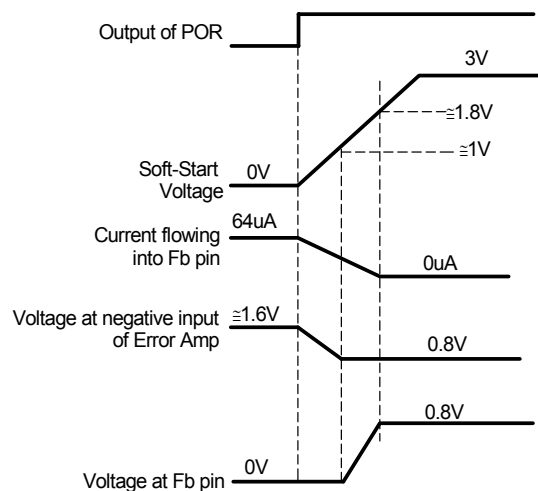 Output of POR
3V
≅1.8V
≅1V
Soft-Start
Voltage
0V
64uA
Current flowing
into Fb pin
0uA
≅1.6V
Voltage at negative input
of Error Amp
0.8V
0.8V
0V
Voltage at Fb pin